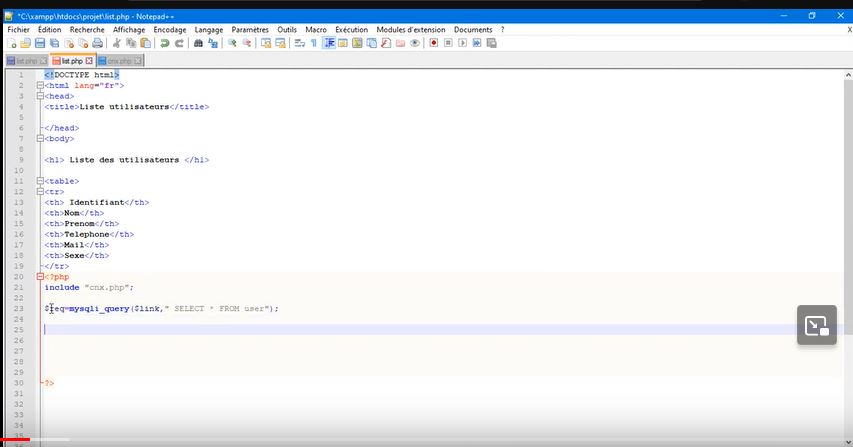 *C:\xampp\htdocs\projet\list.php - Notepad++
Fichier Édition Recherche Affichage Encodage Langage Paramètres Outils Macro Exécution Modules d'extension Documents ? X
list.php list.php cnx.php
1 <!DOCTYPE html>
2 <html lang="fr">
3 <head>
4 <title>Liste utilisateurs</title>
5
6 </head>
7 <body>
8
9 <h1> Liste des utilisateurs </h1>
10
11 <table>
12 <tr>
13 <th> Identifiant</th>
14 <th>Nom</th>
15 <th>Prenom</th>
16 <th>Telephone</th>
17 <th>Mail</th>
18 <th>Sexe</th>
19 </tr>
20 <?php
21 include "cnx.php";
22
23 $req=mysqli_query($link," SELECT * FROM user");
24
25
26
27
28
29
30 ?>
31
32
33
34
35